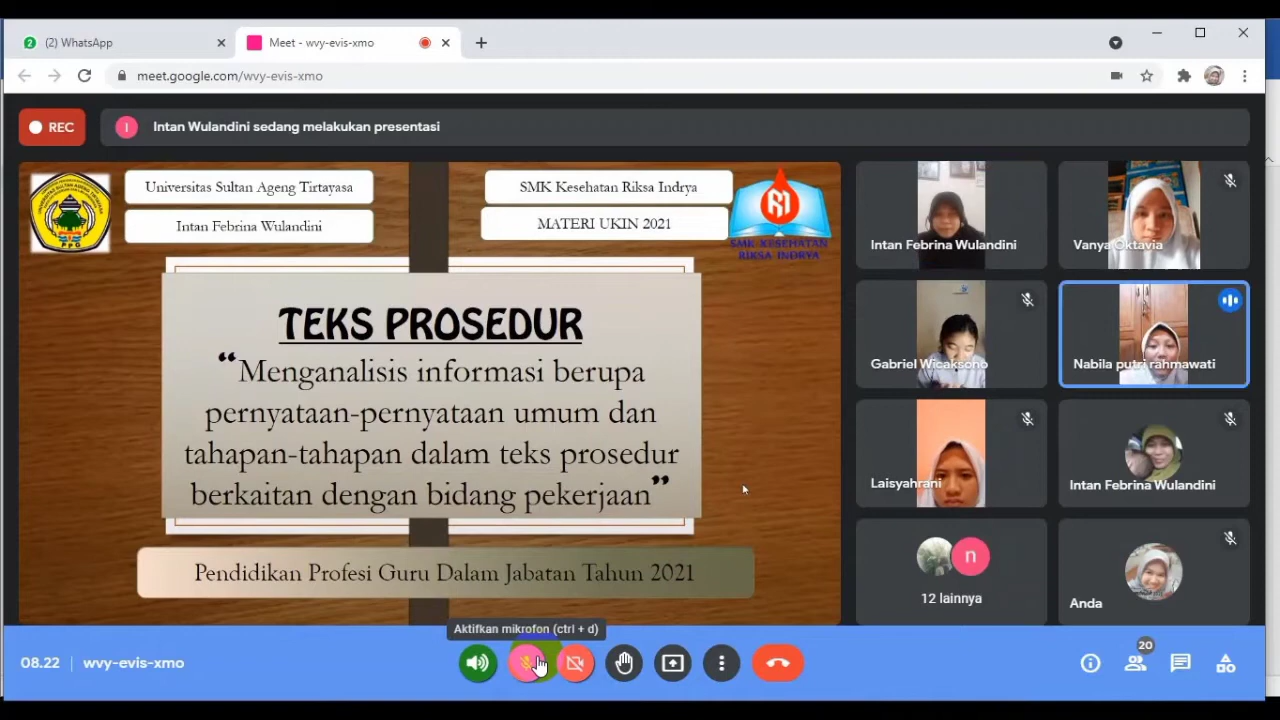 (2) WhatsApp
Meet - wvy-evis-xmo
meet.google.com/wvy-evis-xmo
REC
I
Intan Wulandini sedang melakukan presentasi
Universitas Sultan Ageng Tirtayasa
Intan Febrina Wulandini
SMK Kesehatan Riksa Indrya
MATERI UKIN 2021
PPG
RI
SMK KESEHATAN
RIKSA INDRYA
TEKS PROSEDUR
“Menganalisis informasi berupa
pernyataan-pernyataan umum dan
tahapan-tahapan dalam teks prosedur
berkaitan dengan bidang pekerjaan”
Pendidikan Profesi Guru Dalam Jabatan Tahun 2021
Intan Febrina Wulandini
Vanya Oktavia
Gabriel Wicaksono
Nabila putri rahmawati
Laisyahrani
Intan Febrina Wulandini
n
12 lainnya
Anda
Aktifkan mikrofon (ctrl + d)
08.22
wvy-evis-xmo
20